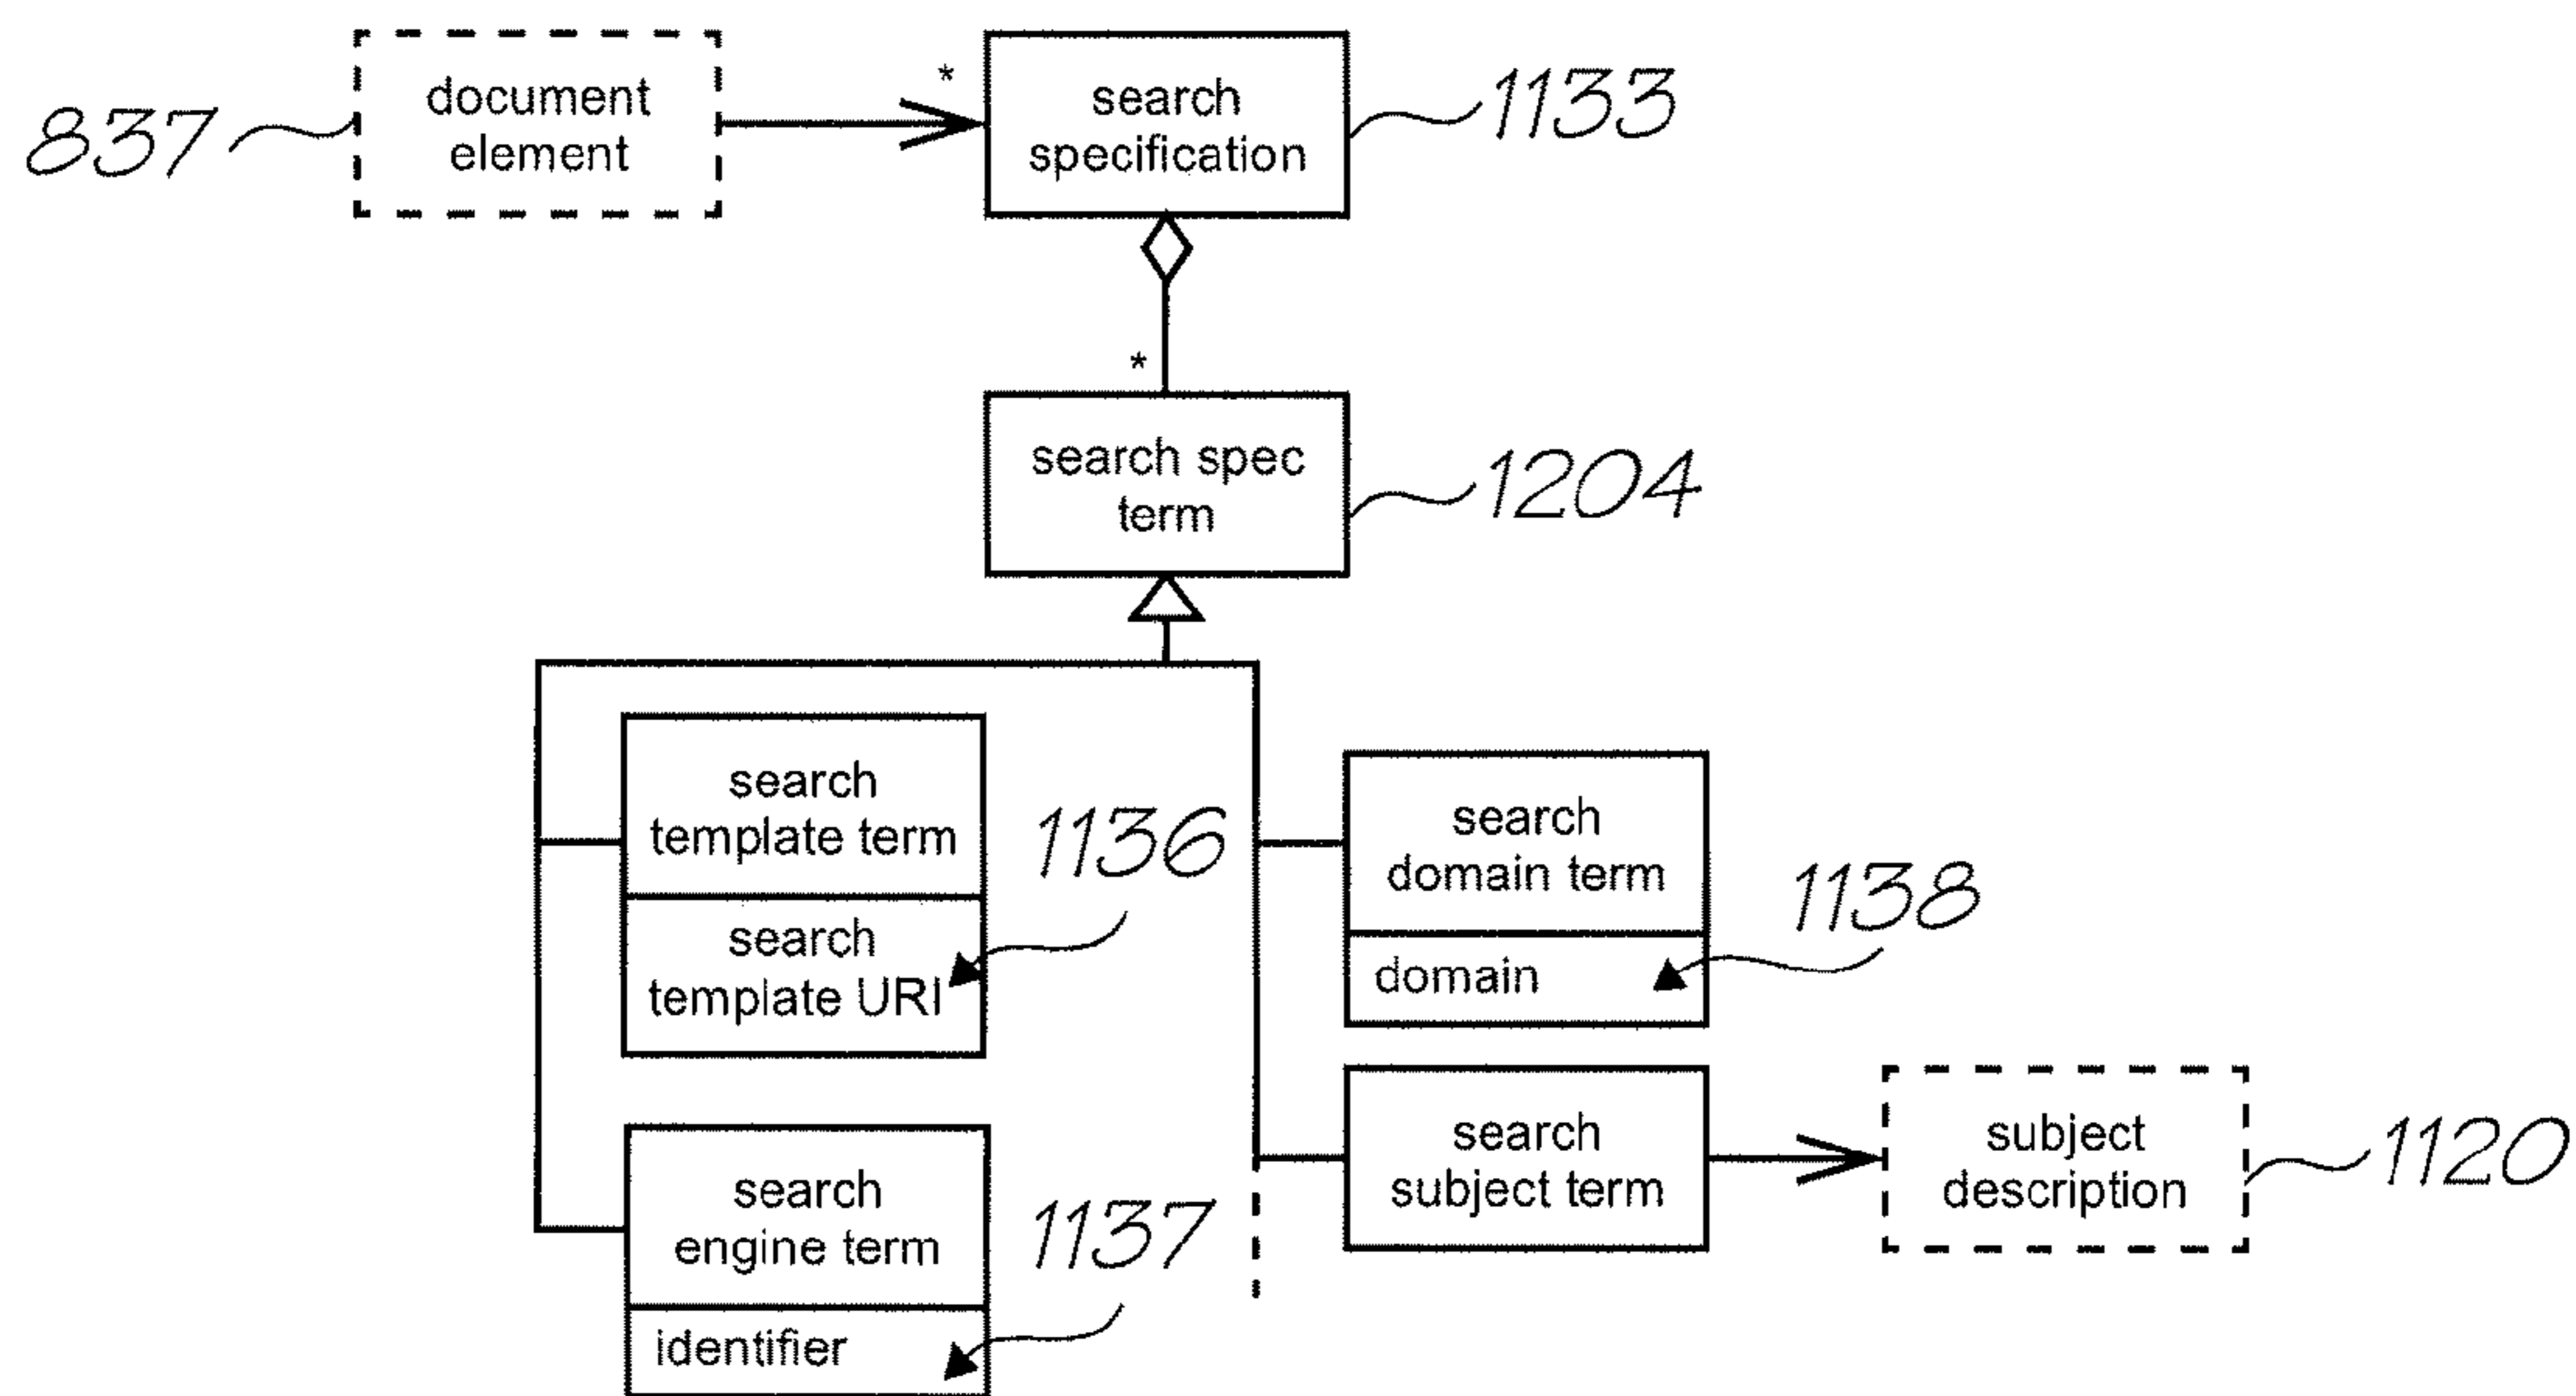 document
element
837
*
search
specification
1133
*
search spec
term
1204
search
template term
search
template URI
1136
search
domain term
domain
1138
search
engine term
identifier
1137
search
subject term
subject
description
1120